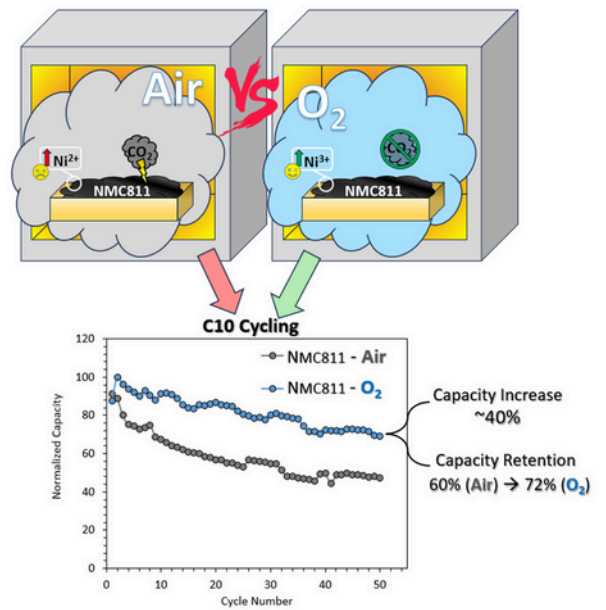 Air VS O₂
CO₂
CO₂
Ni²⁺
Ni³⁺
NMC811
NMC811
C10 Cycling
Normalized Capacity
120
100
80
60
40
20
0
0
10
20
30
40
50
Cycle Number
NMC811 - Air
NMC811 - O₂
Capacity Increase
~40%
Capacity Retention
60% (Air) → 72% (O₂)